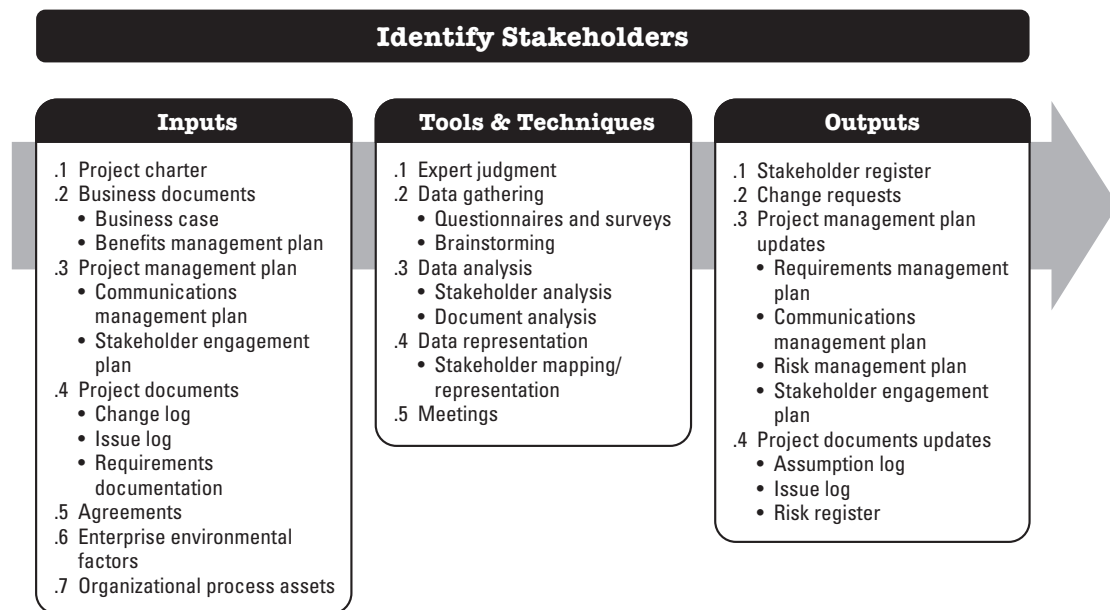 Identify Stakeholders
Inputs
.1 Project charter
.2 Business documents
• Business case
• Benefits management plan
.3 Project management plan
• Communications
management plan
• Stakeholder engagement
plan
.4 Project documents
• Change log
• Issue log
• Requirements
documentation
.5 Agreements
.6 Enterprise environmental
factors
.7 Organizational process assets
Tools & Techniques
.1 Expert judgment
.2 Data gathering
• Questionnaires and surveys
• Brainstorming
.3 Data analysis
• Stakeholder analysis
• Document analysis
.4 Data representation
• Stakeholder mapping/
representation
.5 Meetings
Outputs
.1 Stakeholder register
.2 Change requests
.3 Project management plan
updates
• Requirements management
plan
• Communications
management plan
• Risk management plan
• Stakeholder engagement
plan
.4 Project documents updates
• Assumption log
• Issue log
• Risk register